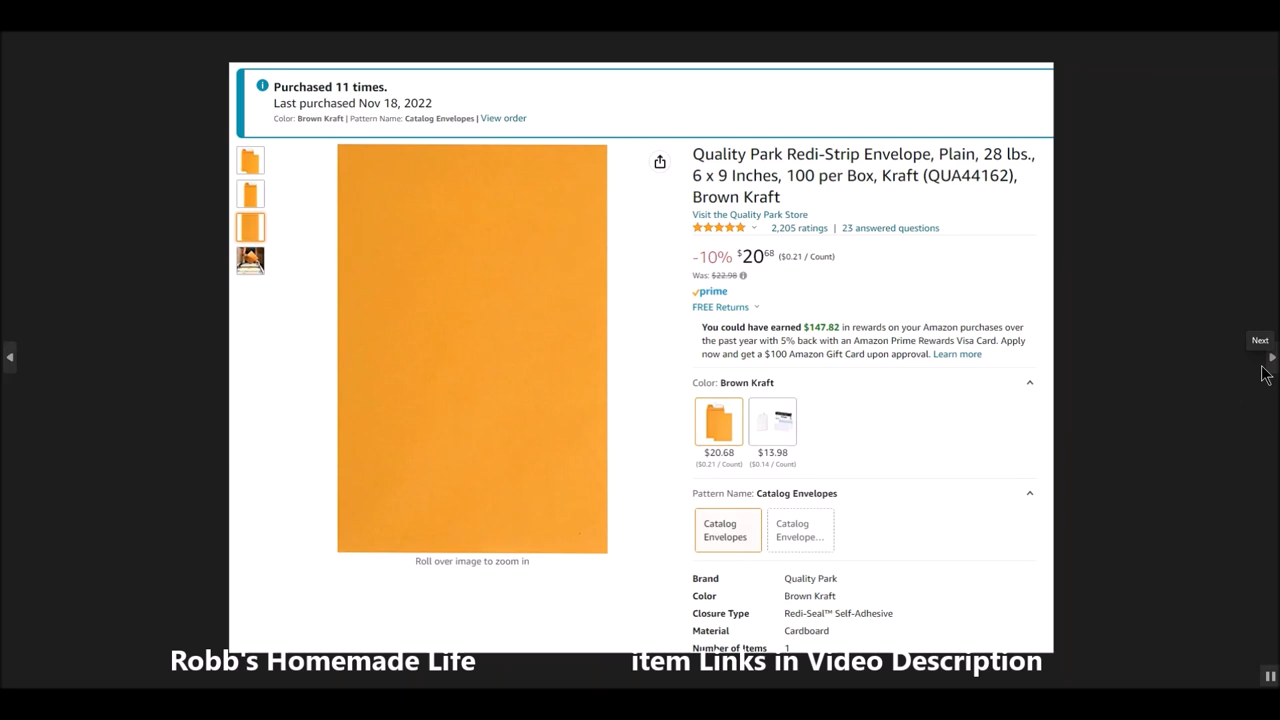 Purchased 11 times.
Last purchased Nov 18, 2022
Color: Brown Kraft | Pattern Name: Catalog Envelopes | View order
Quality Park Redi-Strip Envelope, Plain, 28 lbs.,
6 x 9 Inches, 100 per Box, Kraft (QUA44162),
Brown Kraft
Visit the Quality Park Store
2,205 ratings | 23 answered questions
-10% $2068 ($0.21 / Count)
Was: $22.98
prime
FREE Returns
You could have earned $147.82 in rewards on your Amazon purchases over
the past year with 5% back with an Amazon Prime Rewards Visa Card. Apply
now and get a $100 Amazon Gift Card upon approval. Learn more
Next
Color: Brown Kraft
$20.68 $13.98
($0.21 / Count) ($0.14 / Count)
Pattern Name: Catalog Envelopes
Catalog
Envelopes
Catalog
Envelope...
Roll over image to zoom in
Brand Quality Park
Color Brown Kraft
Closure Type Redi-Seal™ Self-Adhesive
Material Cardboard
Number of Items 1
Robb's Homemade Life
item Links in Video Description